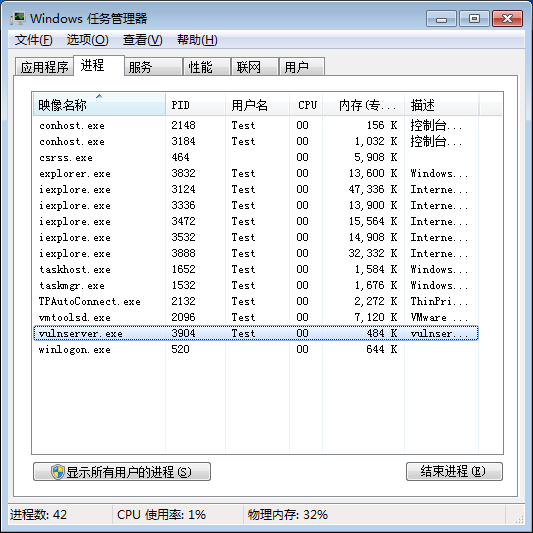 Windows 任务管理器
文件(F) 选项(O) 查看(V) 帮助(H)
应用程序 进程 服务 性能 联网 用户
映像名称 PID 用户名 CPU 内存(专... 描述
conhost.exe 2148 Test 00 156 K 控制台...
conhost.exe 3184 Test 00 1,032 K 控制台...
csrss.exe 464 00 5,908 K
explorer.exe 3832 Test 00 13,600 K Windows...
iexplore.exe 3124 Test 00 47,336 K Interne...
iexplore.exe 3336 Test 00 13,900 K Interne...
iexplore.exe 3472 Test 00 15,564 K Interne...
iexplore.exe 3532 Test 00 14,908 K Interne...
iexplore.exe 3888 Test 00 32,332 K Interne...
taskhost.exe 1652 Test 00 1,584 K Windows...
taskmgr.exe 1532 Test 00 1,676 K Windows...
TPAutoConnect.exe 2132 Test 00 2,272 K ThinPri...
vmtoolsd.exe 2096 Test 00 7,120 K VMware ...
vulnserver.exe 3904 Test 00 484 K vulnser...
winlogon.exe 520 00 644 K
显示所有用户的进程(S) 结束进程(E)
进程数: 42 CPU 使用率: 1% 物理内存: 32%